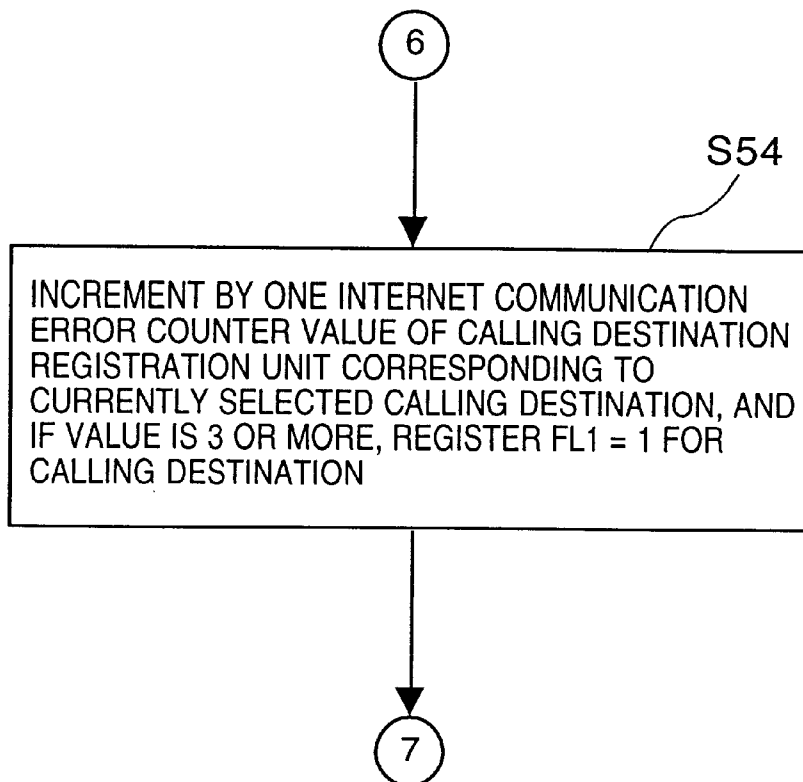 6
S54
INCREMENT BY ONE INTERNET COMMUNICATION
ERROR COUNTER VALUE OF CALLING DESTINATION
REGISTRATION UNIT CORRESPONDING TO
CURRENTLY SELECTED CALLING DESTINATION, AND
IF VALUE IS 3 OR MORE, REGISTER FL1 = 1 FOR
CALLING DESTINATION
7